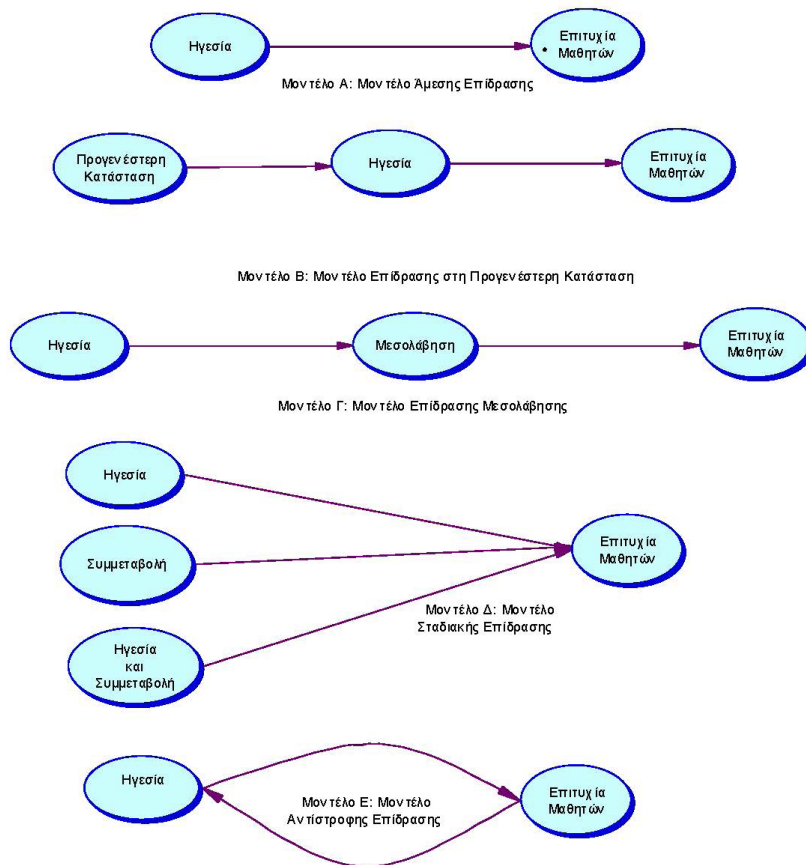 Ηγεσία
Επιτυχία
Μαθητών
Μοντέλο Α: Μοντέλο Άμεσης Επίδρασης
Προγενέστερη
Κατάσταση
Ηγεσία
Επιτυχία
Μαθητών
Μοντέλο Β: Μοντέλο Επίδρασης στη Προγενέστερη Κατάσταση
Ηγεσία
Μεσολάβηση
Επιτυχία
Μαθητών
Μοντέλο Γ: Μοντέλο Επίδρασης Μεσολάβησης
Ηγεσία
Συμμεταβολή
Ηγεσία
και
Συμμεταβολή
Επιτυχία
Μαθητών
Μοντέλο Δ: Μοντέλο
Σταδιακής Επίδρασης
Ηγεσία
Μοντέλο Ε: Μοντέλο
Αντίστροφης Επίδρασης
Επιτυχία
Μαθητών